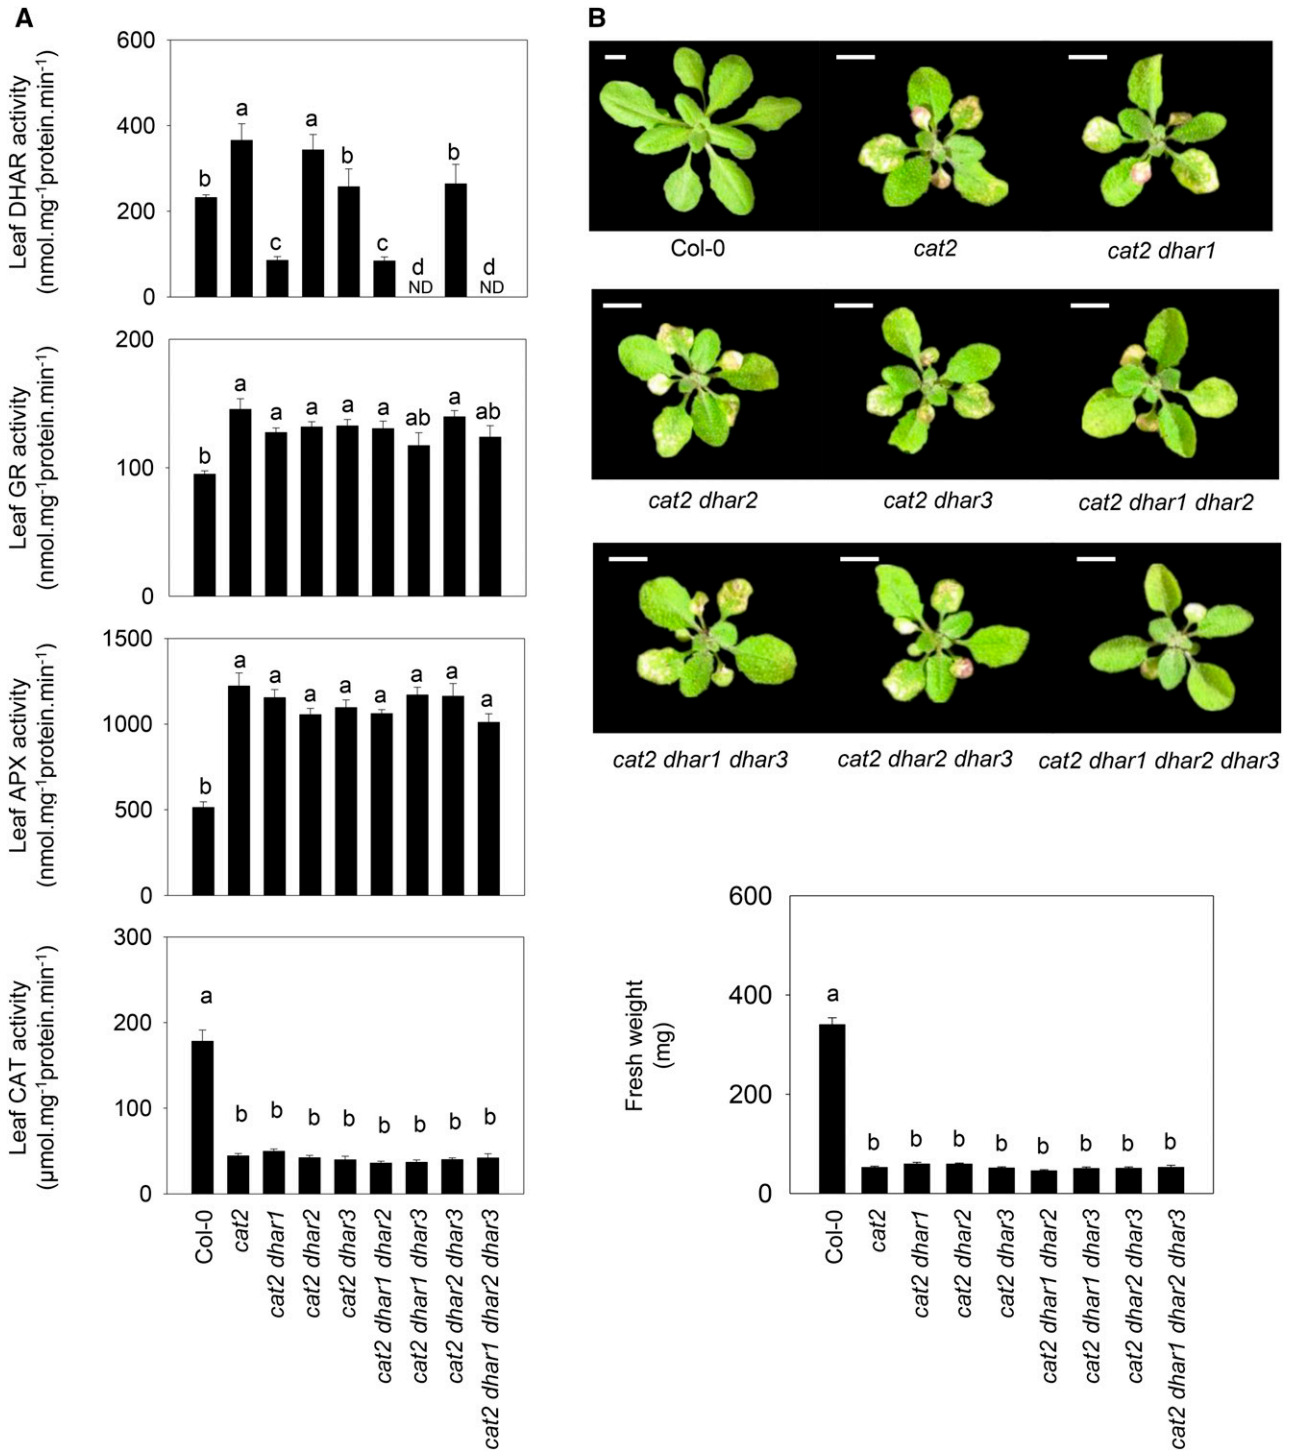 A
Leaf DHAR activity
(nmol.mg⁻¹protein.min⁻¹)
600
400
200
0
b
a
c
a
b
c
d
ND
b
d
ND
Leaf GR activity
(nmol.mg⁻¹protein.min⁻¹)
200
100
0
b
a
a
a
a
a
ab
a
ab
Leaf APX activity
(nmol.mg⁻¹protein.min⁻¹)
1500
1000
500
0
b
a
a
a
a
a
a
a
a
Leaf CAT activity
(µmol.mg⁻¹protein.min⁻¹)
300
200
100
0
a
b
b
b
b
b
b
b
b
Col-0
cat2
cat2 dhar1
cat2 dhar2
cat2 dhar3
cat2 dhar1 dhar2
cat2 dhar1 dhar3
cat2 dhar2 dhar3
cat2 dhar1 dhar2 dhar3
B
Col-0
cat2
cat2 dhar1
cat2 dhar2
cat2 dhar3
cat2 dhar1 dhar2
cat2 dhar1 dhar3
cat2 dhar2 dhar3
cat2 dhar1 dhar2 dhar3
Fresh weight
(mg)
600
400
200
0
a
b
b
b
b
b
b
b
b
Col-0
cat2
cat2 dhar1
cat2 dhar2
cat2 dhar3
cat2 dhar1 dhar2
cat2 dhar1 dhar3
cat2 dhar2 dhar3
cat2 dhar1 dhar2 dhar3